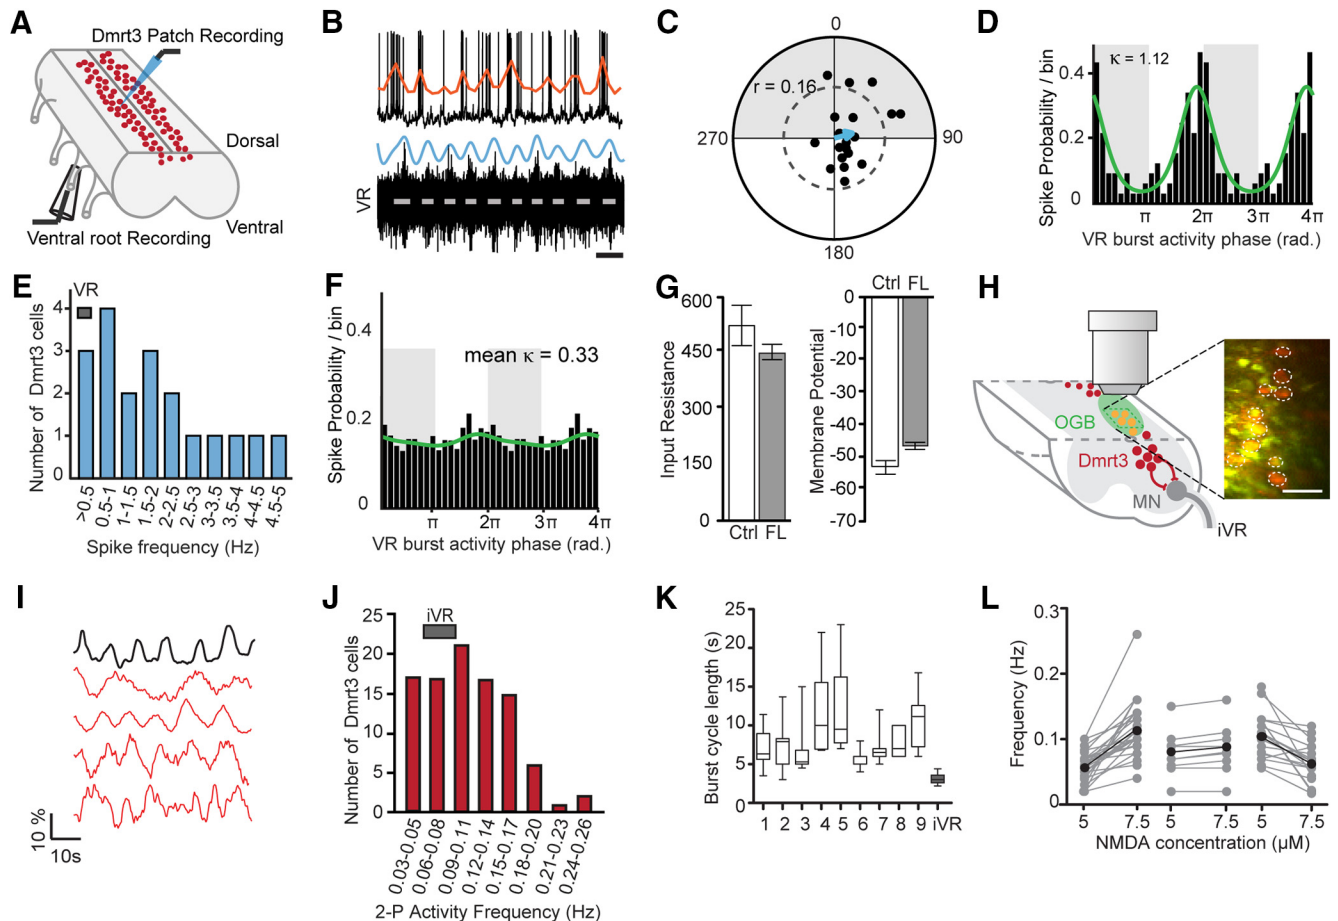 A
Dmrt3 Patch Recording
Dorsal
Ventral
Ventral root Recording
B
VR
C
0
r = 0.16
270
90
180
D
κ = 1.12
Spike Probability / bin
0.4
0.2
0
π
2π
3π
4π
VR burst activity phase (rad.)
E
VR
Number of Dmrt3 cells
4
3
2
1
0
>0.5
0.5-1
1-1.5
1.5-2
2-2.5
2.5-3
3-3.5
3.5-4
4-4.5
4.5-5
Spike frequency (Hz)
F
mean κ = 0.33
Spike Probability / bin
0.4
0.2
0
π
2π
3π
4π
VR burst activity phase (rad.)
G
Input Resistance
600
450
300
150
0
Ctrl FL
Ctrl FL
Membrane Potential
0
-10
-20
-30
-40
-50
-60
-70
H
OGB
Dmrt3
MN
iVR
I
10 %
10s
J
iVR
Number of Dmrt3 cells
25
20
15
10
5
0
0.03-0.05
0.06-0.08
0.09-0.11
0.12-0.14
0.15-0.17
0.18-0.20
0.21-0.23
0.24-0.26
2-P Activity Frequency (Hz)
K
Burst cycle length (s)
25
20
15
10
5
0
1 2 3 4 5 6 7 8 9 iVR
L
Frequency (Hz)
0.3
0.2
0.1
0
5 7.5 5 7.5 5 7.5
NMDA concentration (μM)